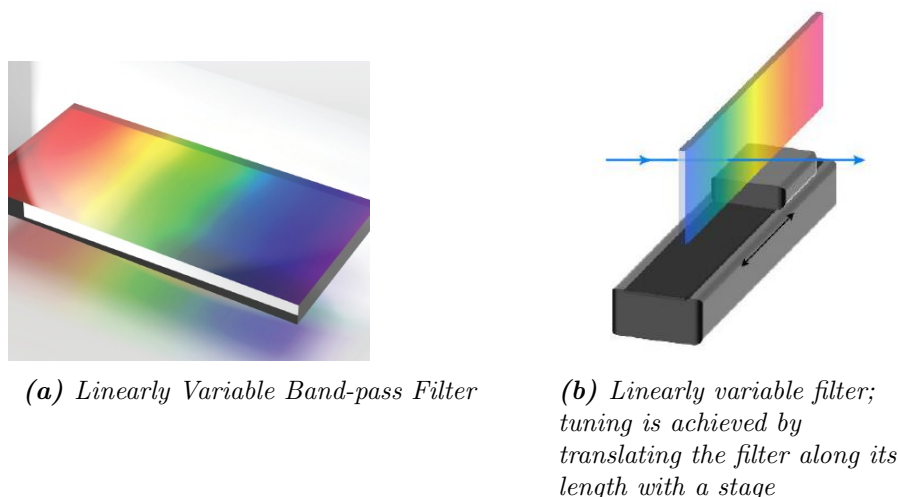 (a) Linearly Variable Band-pass Filter
(b) Linearly variable filter;
tuning is achieved by
translating the filter along its
length with a stage